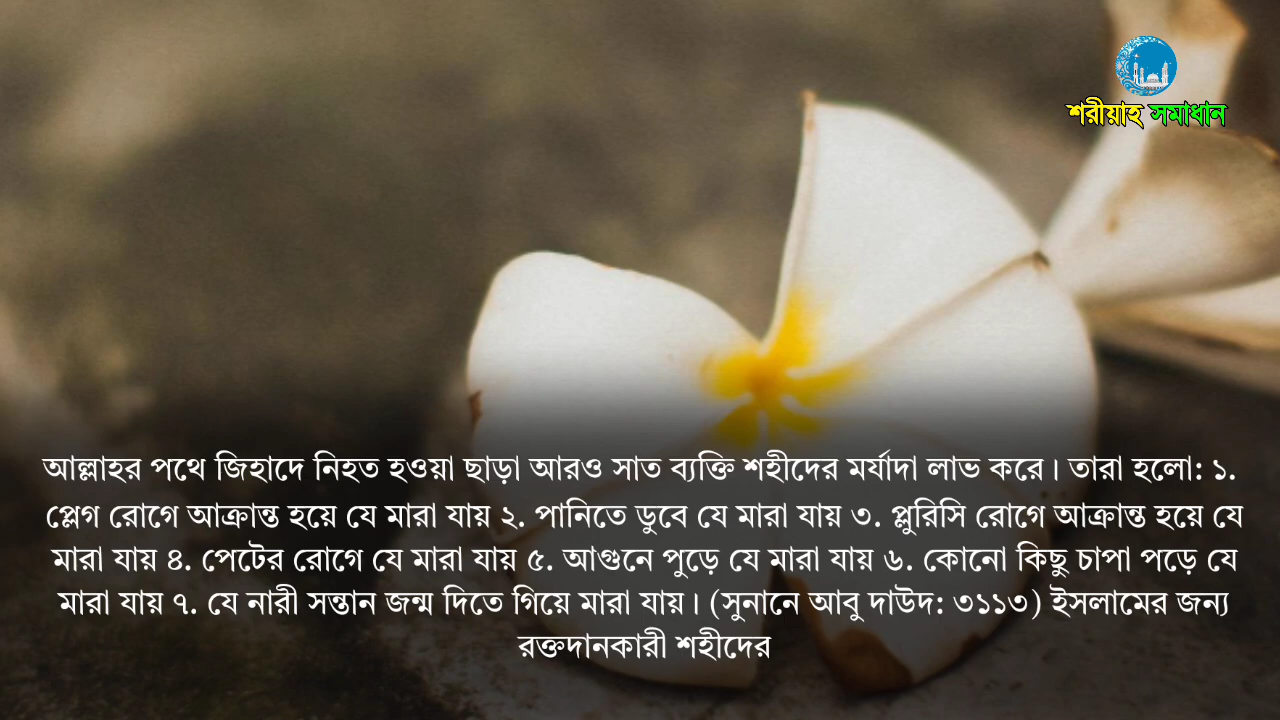 শরীয়াহ সমাধান
আল্লাহর পথে জিহাদে নিহত হওয়া ছাড়া আরও সাত ব্যক্তি শহীদের মর্যাদা লাভ করে। তারা হলো: ১.
প্লেগ রোগে আক্রান্ত হয়ে যে মারা যায় ২. পানিতে ডুবে যে মারা যায় ৩. প্লুরিসি রোগে আক্রান্ত হয়ে যে
মারা যায় ৪. পেটের রোগে যে মারা যায় ৫. আগুনে পুড়ে যে মারা যায় ৬. কোনো কিছু চাপা পড়ে যে
মারা যায় ৭. যে নারী সন্তান জন্ম দিতে গিয়ে মারা যায়। (সুনানে আবু দাউদ: ৩১১৩) ইসলামের জন্য
রক্তদানকারী শহীদের